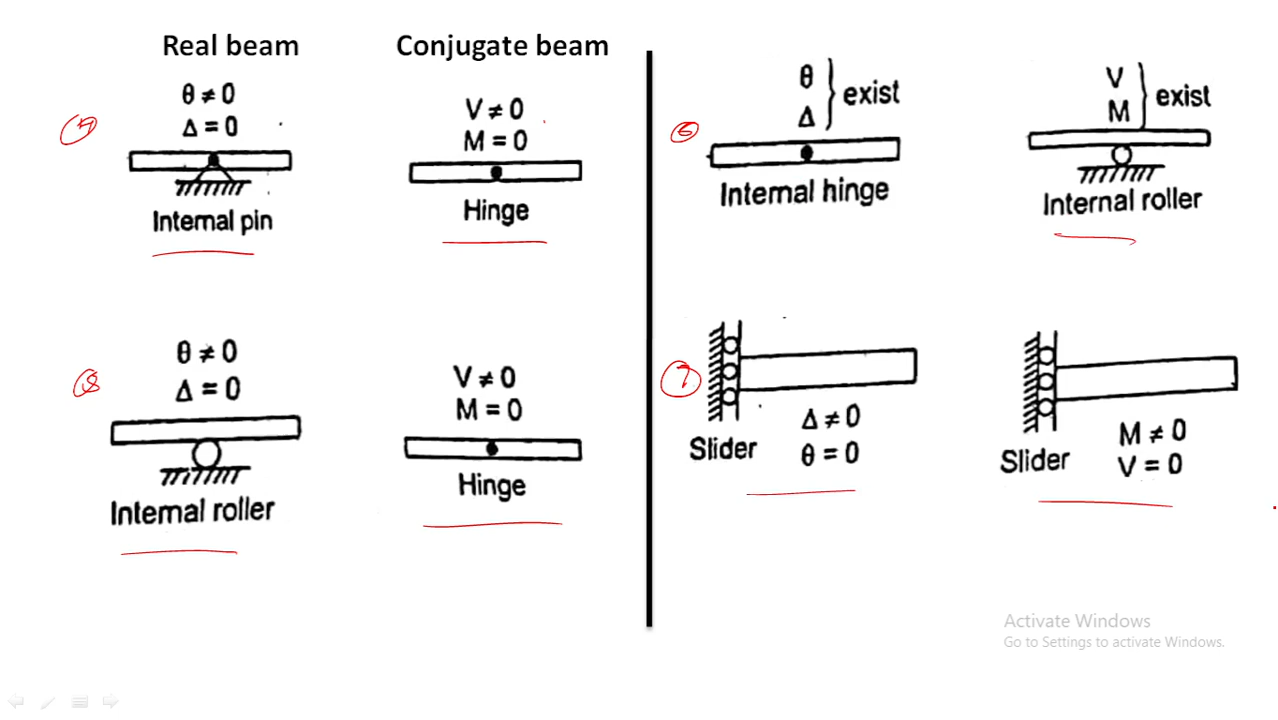 Real beam
Conjugate beam
θ ≠ 0
Δ = 0
Internal pin
V ≠ 0
M = 0
Hinge
θ ≠ 0
Δ = 0
Internal roller
V ≠ 0
M = 0
Hinge
6
θ
Δ
exist
Internal hinge
V
M
exist
Internal roller
7
Slider
Δ ≠ 0
θ = 0
Slider
M ≠ 0
V = 0
Activate Windows
Go to Settings to activate Windows.